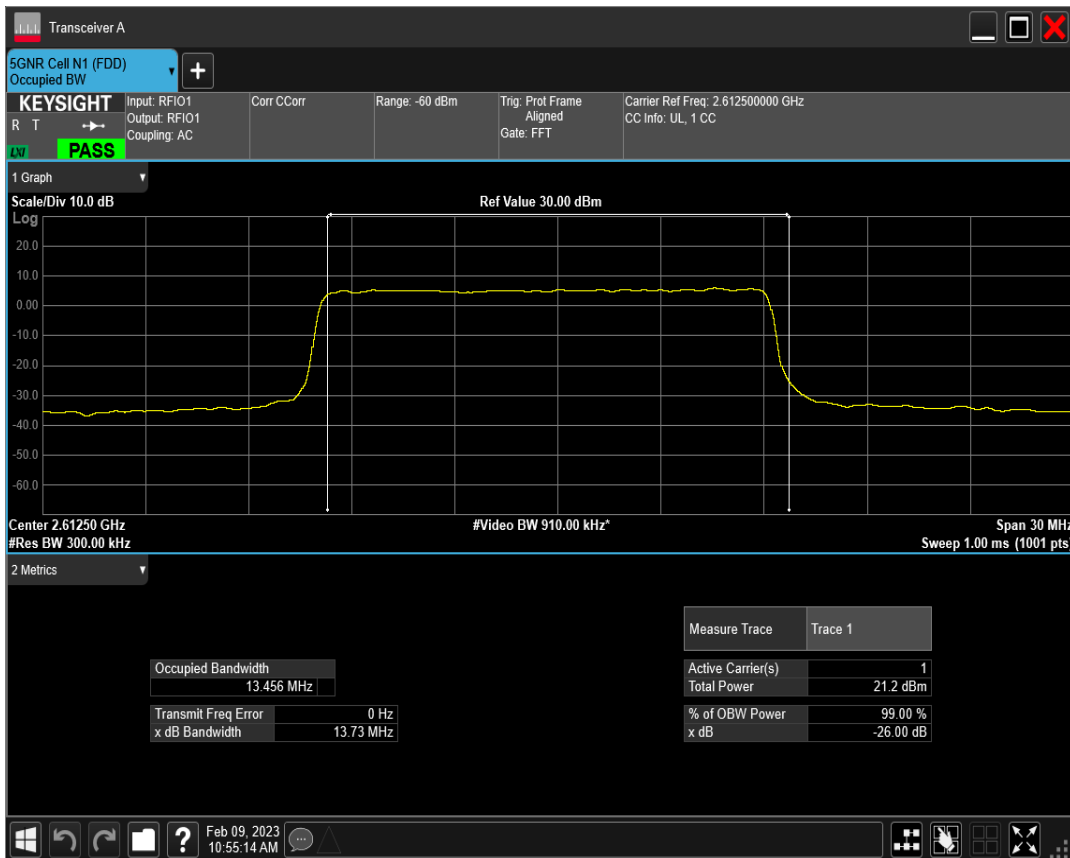 Transceiver A
5GNR Cell N1 (FDD)
Occupied BW
+
KEYSIGHT
R T
LXI
PASS
Input: RFIO1
Output: RFIO1
Coupling: AC
Corr CCorr
Range: -60 dBm
Trig: Prot Frame
Aligned
Gate: FFT
Carrier Ref Freq: 2.612500000 GHz
CC Info: UL, 1 CC
1 Graph
Scale/Div 10.0 dB
Ref Value 30.00 dBm
Log
20.0
10.0
0.00
-10.0
-20.0
-30.0
-40.0
-50.0
-60.0
Center 2.61250 GHz
#Video BW 910.00 kHz*
Span 30 MHz
#Res BW 300.00 kHz
Sweep 1.00 ms (1001 pts)
2 Metrics
Measure Trace Trace 1
Occupied Bandwidth
13.456 MHz
Active Carrier(s) 1
Total Power 21.2 dBm
Transmit Freq Error 0 Hz
x dB Bandwidth 13.73 MHz
% of OBW Power 99.00 %
x dB -26.00 dB
?
Feb 09, 2023
10:55:14 AM